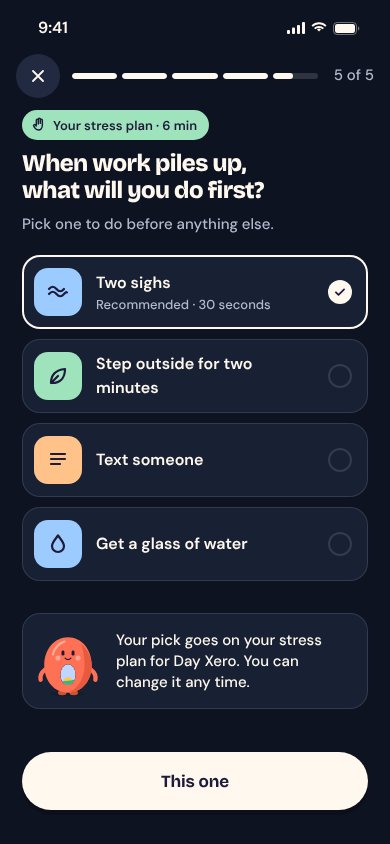 9:41
5 of 5
Your stress plan · 6 min
When work piles up,
what will you do first?
Pick one to do before anything else.
Two sighs
Recommended · 30 seconds
Step outside for two
minutes
Text someone
Get a glass of water
Your pick goes on your stress
plan for Day Xero. You can
change it any time.
This one